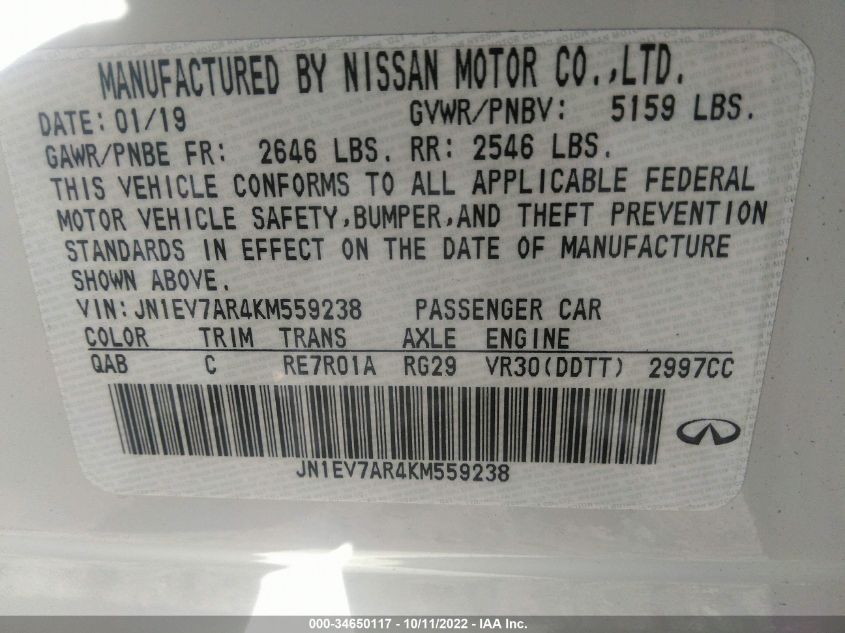 MANUFACTURED BY NISSAN MOTOR CO.,LTD.
DATE: 01/19 GVWR/PNBV: 5159 LBS.
GAWR/PNBE FR: 2646 LBS. RR: 2546 LBS.
THIS VEHICLE CONFORMS TO ALL APPLICABLE FEDERAL
MOTOR VEHICLE SAFETY,BUMPER,AND THEFT PREVENTION
STANDARDS IN EFFECT ON THE DATE OF MANUFACTURE
SHOWN ABOVE.
VIN:JN1EV7AR4KM559238 PASSENGER CAR
COLOR TRIM TRANS AXLE ENGINE
QAB C RE7R01A RG29 VR30(DDTT) 2997CC
JN1EV7AR4KM559238
000-34650117 - 10/11/2022 - IAA Inc.